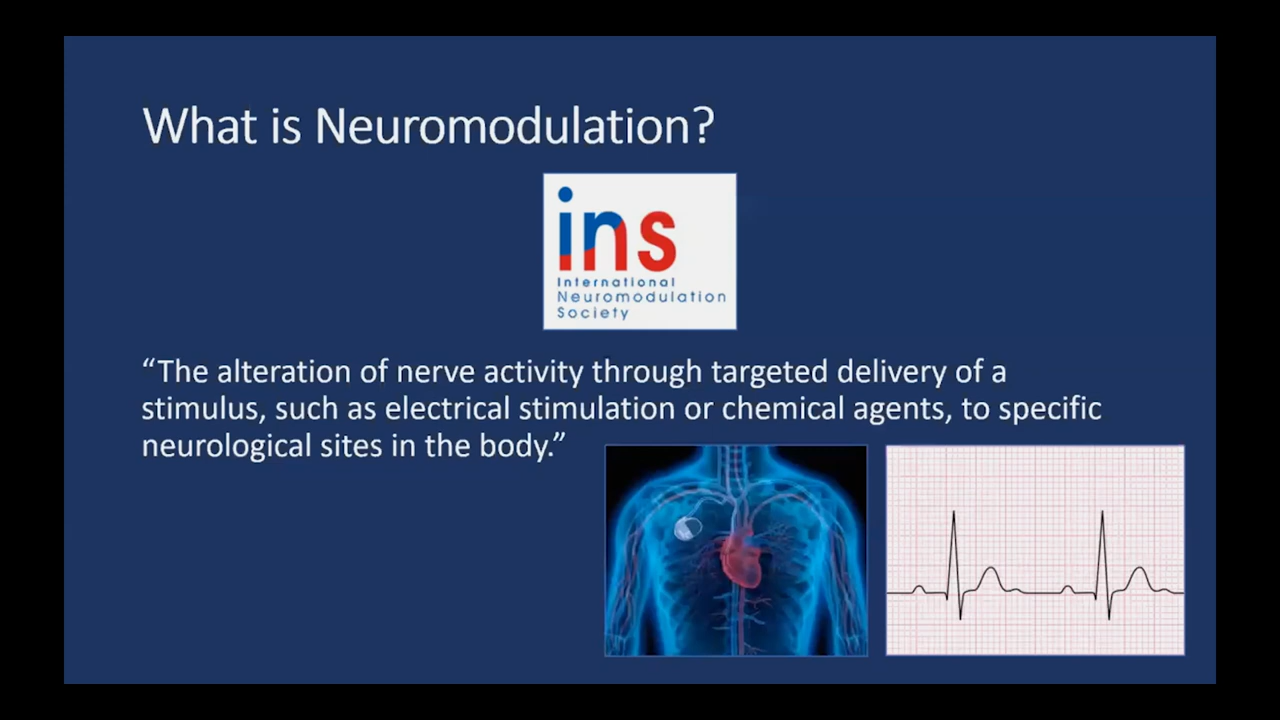 What is Neuromodulation?
ins
International
Neuromodulation
Society
“The alteration of nerve activity through targeted delivery of a
stimulus, such as electrical stimulation or chemical agents, to specific
neurological sites in the body.”